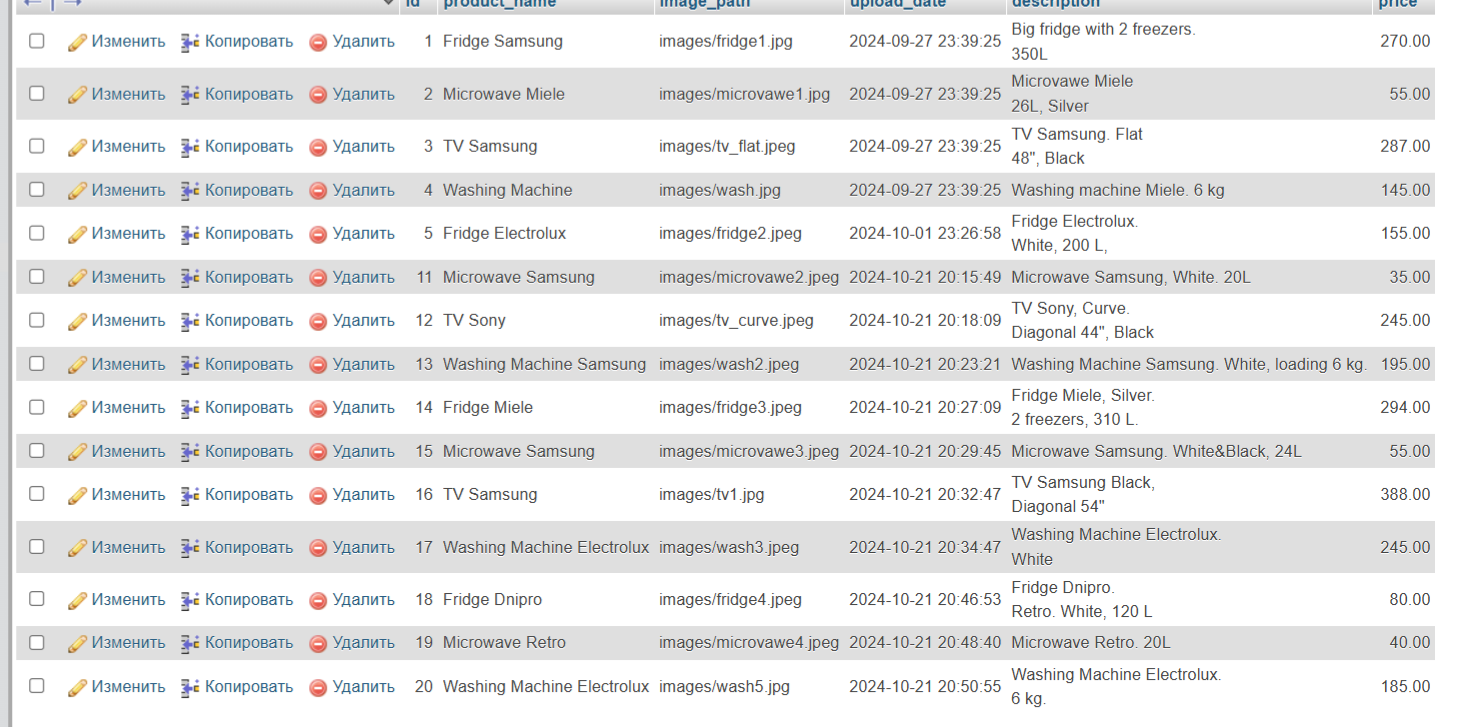 id product_name image_path upload_date description price
Изменить Копировать Удалить 1 Fridge Samsung images/fridge1.jpg 2024-09-27 23:39:25 Big fridge with 2 freezers. 270.00
350L
Изменить Копировать Удалить 2 Microwave Miele images/microvawe1.jpg 2024-09-27 23:39:25 Microvawe Miele 55.00
26L, Silver
Изменить Копировать Удалить 3 TV Samsung images/tv_flat.jpeg 2024-09-27 23:39:25 TV Samsung. Flat 287.00
48", Black
Изменить Копировать Удалить 4 Washing Machine images/wash.jpg 2024-09-27 23:39:25 Washing machine Miele. 6 kg 145.00
Изменить Копировать Удалить 5 Fridge Electrolux images/fridge2.jpeg 2024-10-01 23:26:58 Fridge Electrolux. 155.00
White, 200 L,
Изменить Копировать Удалить 11 Microwave Samsung images/microvawe2.jpeg 2024-10-21 20:15:49 Microwave Samsung, White. 20L 35.00
Изменить Копировать Удалить 12 TV Sony images/tv_curve.jpeg 2024-10-21 20:18:09 TV Sony, Curve. 245.00
Diagonal 44", Black
Изменить Копировать Удалить 13 Washing Machine Samsung images/wash2.jpeg 2024-10-21 20:23:21 Washing Machine Samsung. White, loading 6 kg. 195.00
Изменить Копировать Удалить 14 Fridge Miele images/fridge3.jpeg 2024-10-21 20:27:09 Fridge Miele, Silver. 294.00
2 freezers, 310 L.
Изменить Копировать Удалить 15 Microwave Samsung images/microvawe3.jpeg 2024-10-21 20:29:45 Microwave Samsung. White&Black, 24L 55.00
Изменить Копировать Удалить 16 TV Samsung images/tv1.jpg 2024-10-21 20:32:47 TV Samsung Black, 388.00
Diagonal 54"
Изменить Копировать Удалить 17 Washing Machine Electrolux images/wash3.jpeg 2024-10-21 20:34:47 Washing Machine Electrolux. 245.00
White
Изменить Копировать Удалить 18 Fridge Dnipro images/fridge4.jpeg 2024-10-21 20:46:53 Fridge Dnipro. 80.00
Retro. White, 120 L
Изменить Копировать Удалить 19 Microwave Retro images/microvawe4.jpeg 2024-10-21 20:48:40 Microwave Retro. 20L 40.00
Изменить Копировать Удалить 20 Washing Machine Electrolux images/wash5.jpg 2024-10-21 20:50:55 Washing Machine Electrolux. 185.00
6 kg.